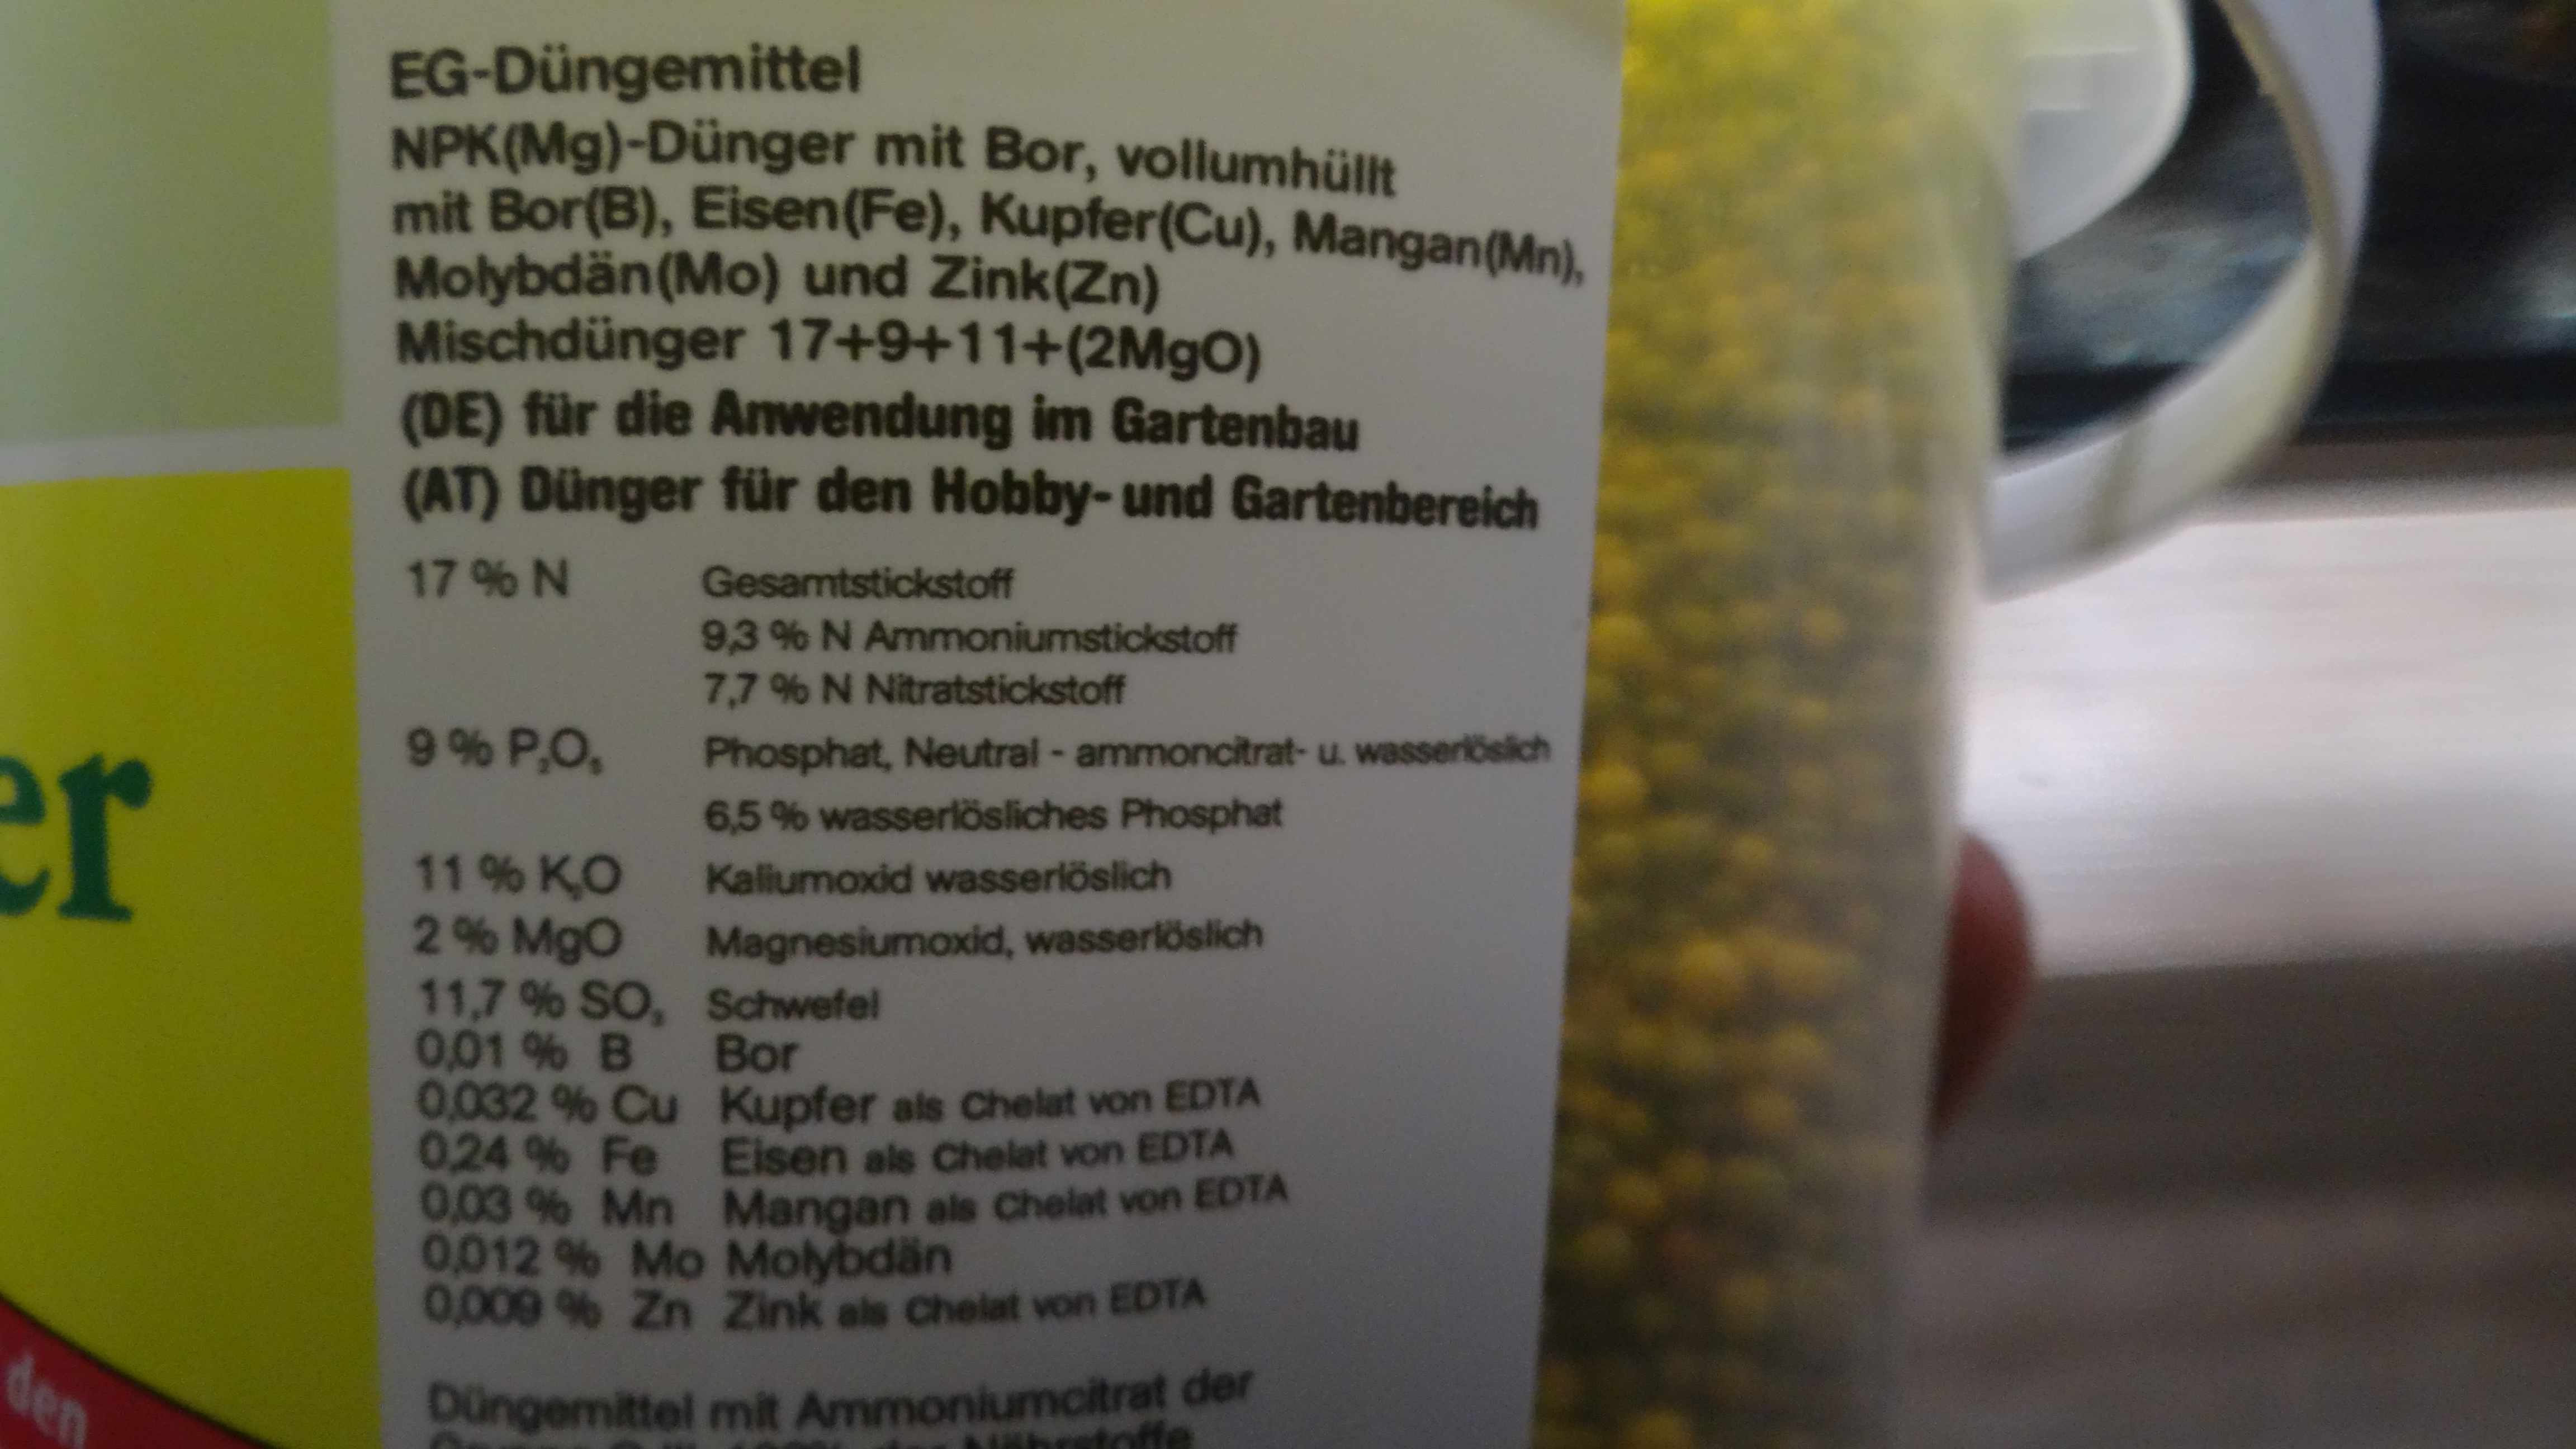 EG-Düngemittel
NPK(Mg)-Dünger mit Bor, vollumhüllt
mit Bor(B), Eisen(Fe), Kupfer(Cu), Mangan(Mn),
Molybdän(Mo) und Zink(Zn)
Mischdünger 17+9+11+(2MgO)
(DE) für die Anwendung im Gartenbau
(AT) Dünger für den Hobby- und Gartenbereich
17 % N Gesamtstickstoff
9,3 % N Ammoniumstickstoff
7,7 % N Nitratstickstoff
9 % P₂O₅ Phosphat, Neutral - ammoncitrat- u. wasserlöslich
6,5 % wasserlösliches Phosphat
11 % K₂O Kaliumoxid wasserlöslich
2 % MgO Magnesiumoxid, wasserlöslich
11,7 % SO₃ Schwefel
0,01 % B Bor
0,032 % Cu Kupfer als Chelat von EDTA
0,24 % Fe Eisen als Chelat von EDTA
0,03 % Mn Mangan als Chelat von EDTA
0,012 % Mo Molybdän
0,009 % Zn Zink als Chelat von EDTA
Düngemittel mit Ammoniumcitrat der
Nährstoffe
er
den